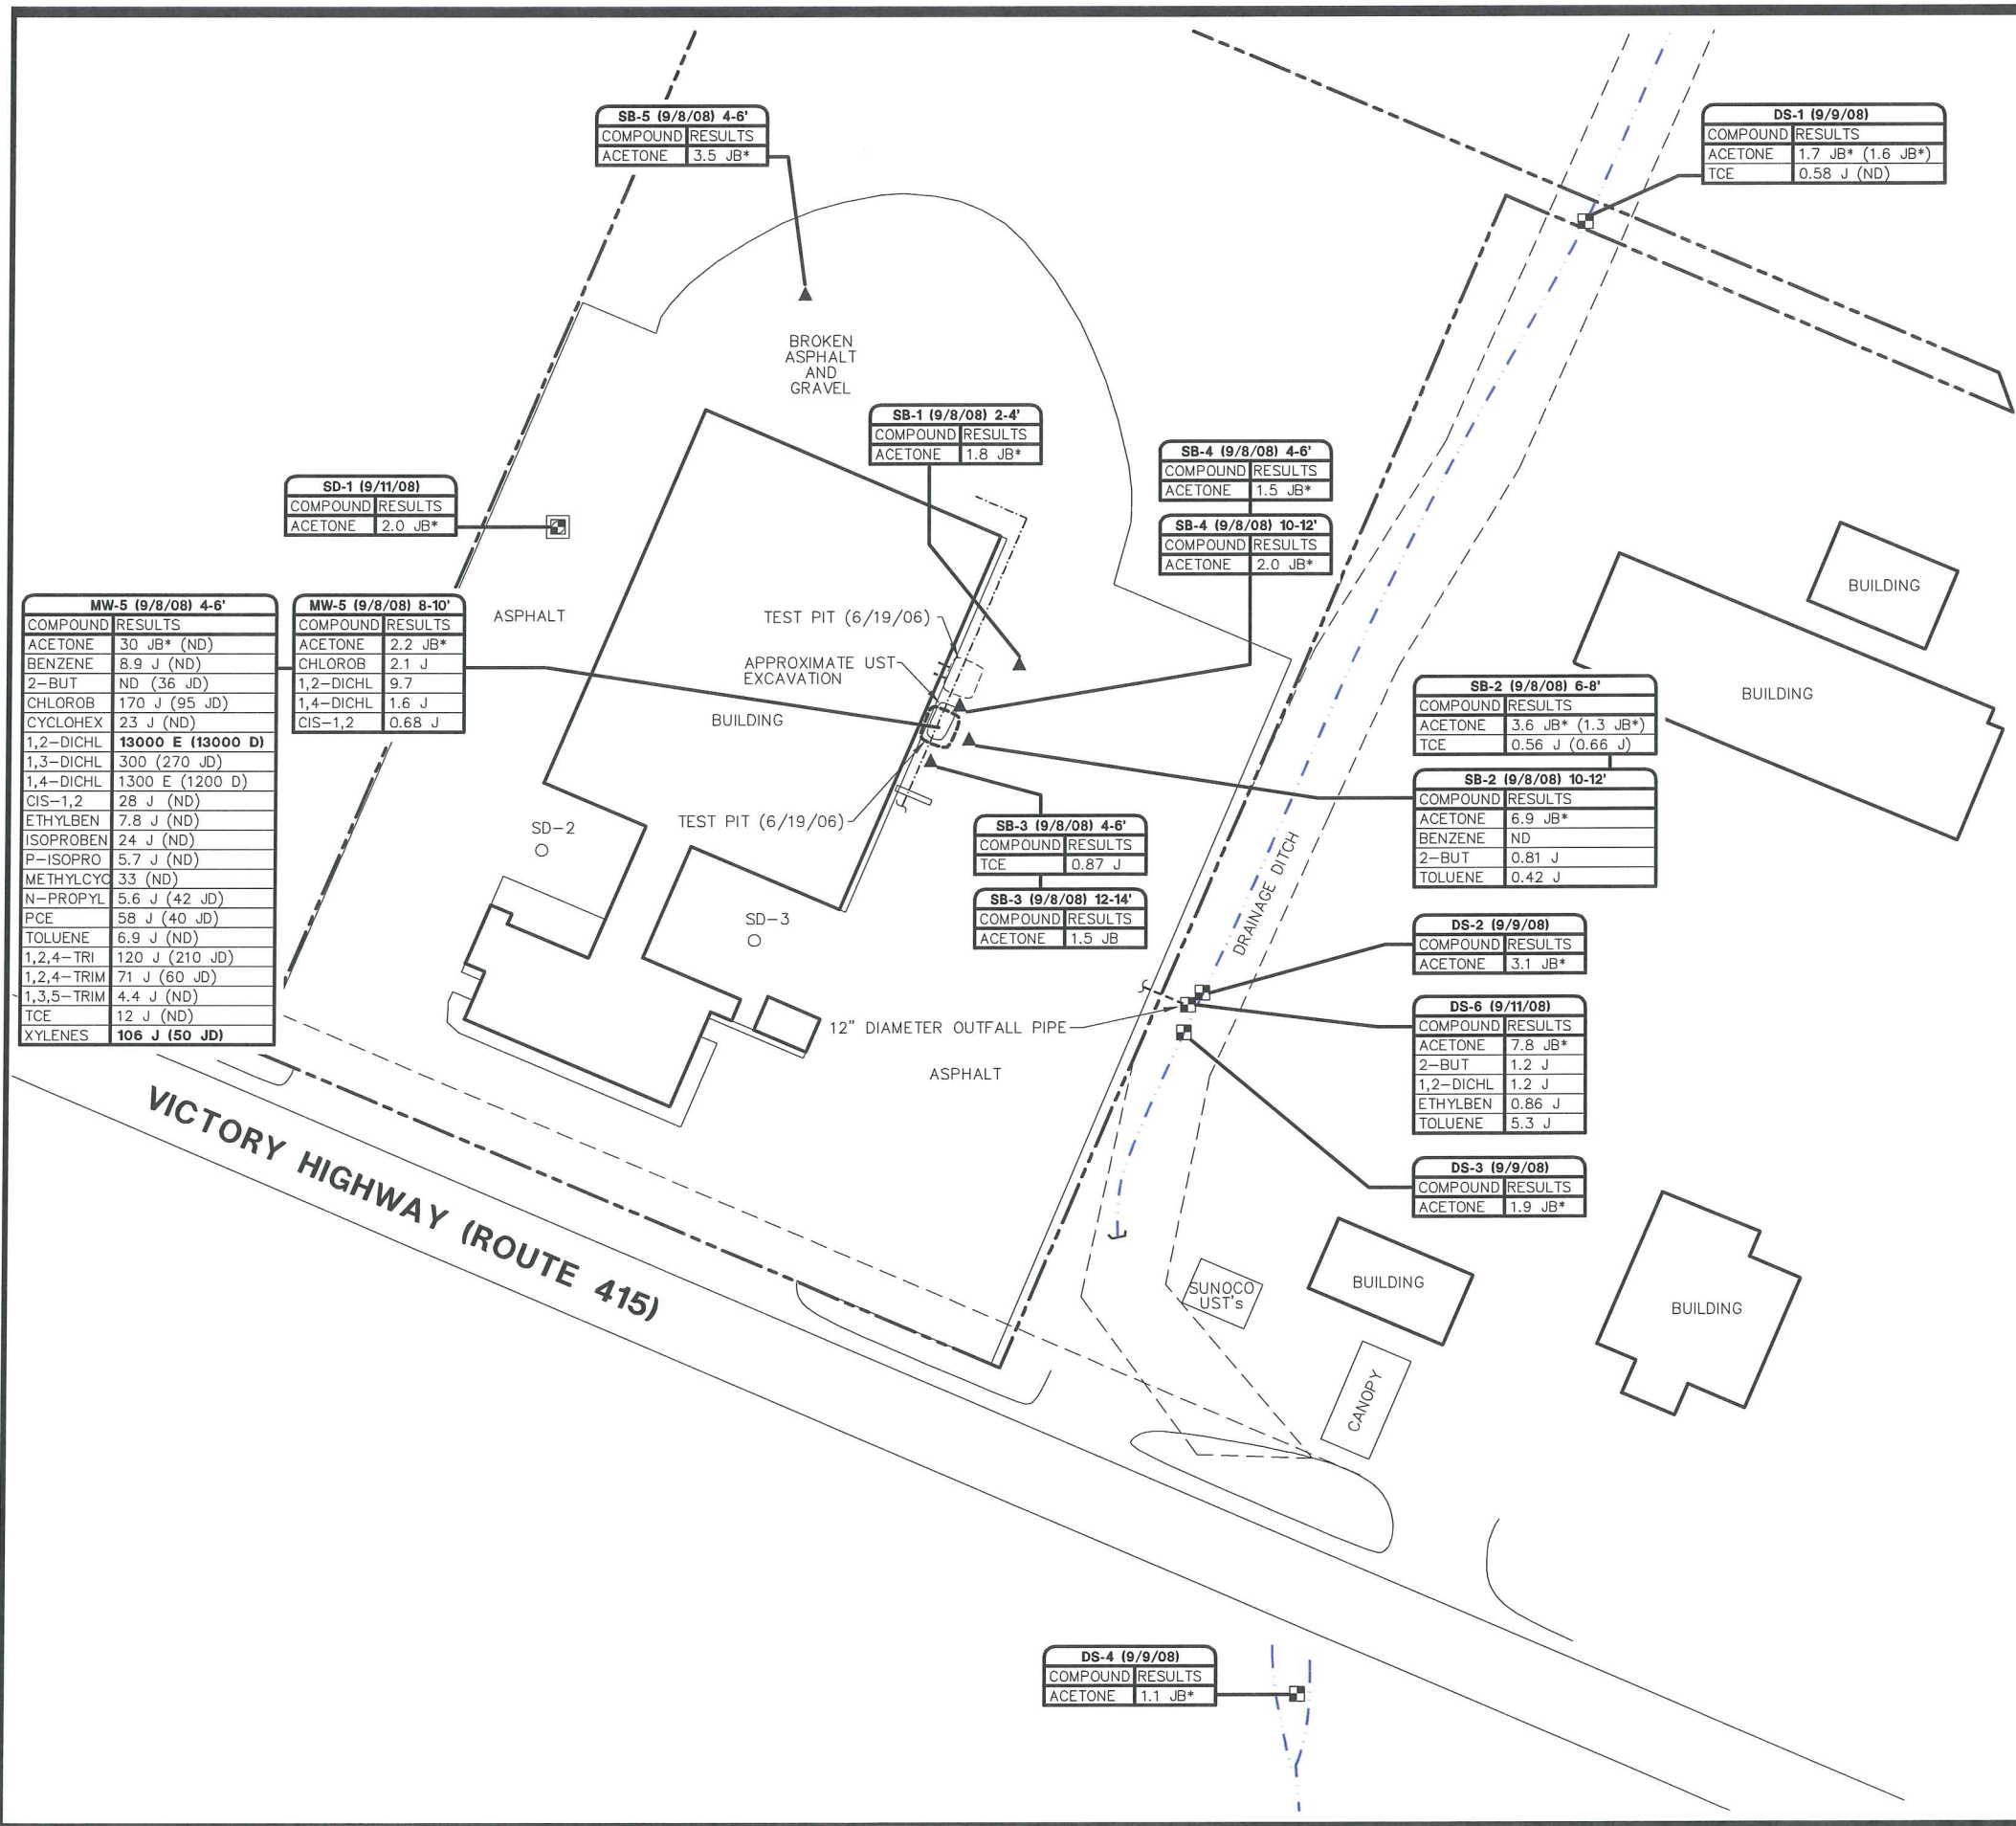 SB-5 (9/8/08) 4-6'
COMPOUND RESULTS
ACETONE 3.5 JB*
DS-1 (9/9/08)
COMPOUND RESULTS
ACETONE 1.7 JB* (1.6 JB*)
TCE 0.58 J (ND)
BROKEN
ASPHALT
AND
GRAVEL
SB-1 (9/8/08) 2-4'
COMPOUND RESULTS
ACETONE 1.8 JB*
SB-4 (9/8/08) 4-6'
COMPOUND RESULTS
ACETONE 1.5 JB*
SB-4 (9/8/08) 10-12'
COMPOUND RESULTS
ACETONE 2.0 JB*
SD-1 (9/11/08)
COMPOUND RESULTS
ACETONE 2.0 JB*
MW-5 (9/8/08) 4-6'
COMPOUND RESULTS
ACETONE 30 JB* (ND)
BENZENE 8.9 J (ND)
2-BUT ND (36 JD)
CHLOROB 170 J (95 JD)
CYCLOHEX 23 J (ND)
1,2-DICHL 13000 E (13000 D)
1,3-DICHL 300 (270 JD)
1,4-DICHL 1300 E (1200 D)
CIS-1,2 28 J (ND)
ETHYLBEN 7.8 J (ND)
ISOPROBEN 24 J (ND)
P-ISOPRO 5.7 J (ND)
METHYLCYC 33 (ND)
N-PROPYL 5.6 J (42 JD)
PCE 58 J (40 JD)
TOLUENE 6.9 J (ND)
1,2,4-TRI 120 J (210 JD)
1,2,4-TRIM 71 J (60 JD)
1,3,5-TRIM 4.4 J (ND)
TCE 12 J (ND)
XYLENES 106 J (50 JD)
MW-5 (9/8/08) 8-10'
COMPOUND RESULTS
ACETONE 2.2 JB*
CHLOROB 2.1 J
1,2-DICHL 9.7
1,4-DICHL 1.6 J
CIS-1,2 0.68 J
ASPHALT
TEST PIT (6/19/06)
APPROXIMATE UST
EXCAVATION
BUILDING
TEST PIT (6/19/06)
BUILDING
BUILDING
SB-2 (9/8/08) 6-8'
COMPOUND RESULTS
ACETONE 3.6 JB* (1.3 JB*)
TCE 0.56 J (0.66 J)
SB-2 (9/8/08) 10-12'
COMPOUND RESULTS
ACETONE 6.9 JB*
BENZENE ND
2-BUT 0.81 J
TOLUENE 0.42 J
SD-2
SB-3 (9/8/08) 4-6'
COMPOUND RESULTS
TCE 0.87 J
SB-3 (9/8/08) 12-14'
COMPOUND RESULTS
ACETONE 1.5 JB
SD-3
DRAINAGE DITCH
DS-2 (9/9/08)
COMPOUND RESULTS
ACETONE 3.1 JB*
DS-6 (9/11/08)
COMPOUND RESULTS
ACETONE 7.8 JB*
2-BUT 1.2 J
1,2-DICHL 1.2 J
ETHYLBEN 0.86 J
TOLUENE 5.3 J
12" DIAMETER OUTFALL PIPE
ASPHALT
DS-3 (9/9/08)
COMPOUND RESULTS
ACETONE 1.9 JB*
VICTORY HIGHWAY (ROUTE 415)
SUNOCO
UST's
BUILDING
BUILDING
CANOPY
DS-4 (9/9/08)
COMPOUND RESULTS
ACETONE 1.1 JB*